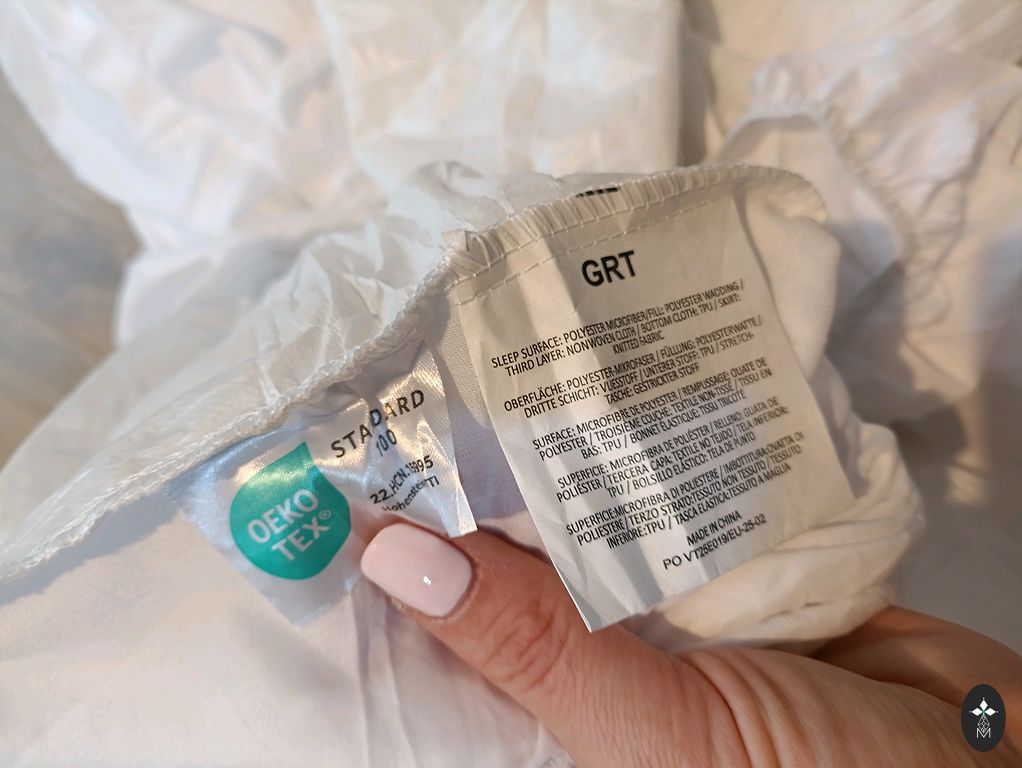 OEKO
TEX®
STANDARD
100
22.HCN.
Hohenste
GRT
SLEEP SURFACE: POLYESTER MICROFIBER/FILL: POLYESTER WADDING /
THIRD LAYER: NONWOVEN CLOTH / BOTTOM CLOTH: TPU / SKIRT:
KNITTED FABRIC
OBERFLÄCHE: POLYESTER-MIKROFASER / FÜLLUNG: POLYESTERWATTE /
DRITTE SCHICHT: VLIESSTOFF / UNTERER STOFF: TPU / STRETCH-
TASCHE: GESTRICKTER STOFF
SURFACE: MICROFIBRE DE POLYESTER / REMPLISSAGE: OUATE DE
POLYESTER / TROISIÈME COUCHE: TEXTILE NON-TISSÉ / TISSU EN
BAS: TPU / BONNET ÉLASTIQUE: TISSU TRICOTÉ
SUPERFICIE: MICROFIBRA DE POLIÉSTER / RELLENO: GUATA DE
POLIÉSTER / TERCERA CAPA: TEXTIL NO TEJIDO / TELA INFERIOR:
TPU / BOLSILLO ELÁSTICO: TELA DE PUNTO
SUPERFICIE:MICROFIBRA DI POLIESTERE / IMBOTTITURA:OVATTA DI
POLIESTERE / TERZO STRATO:TESSUTO NON TESSUTO / TESSUTO
INFERIORE:TPU / TASCA ELASTICA:TESSUTO A MAGLIA
MADE IN CHINA
PO VT25E019/EU-25-02
M